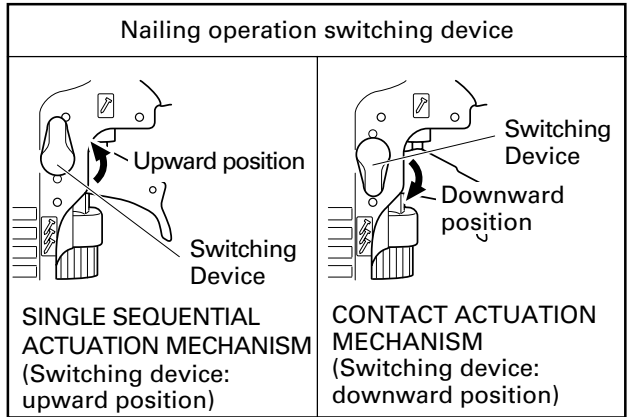 Nailing operation switching device
Upward position
Switching
Device
SINGLE SEQUENTIAL
ACTUATION MECHANISM
(Switching device:
upward position)
Switching
Device
Downward
position
CONTACT ACTUATION
MECHANISM
(Switching device:
downward position)